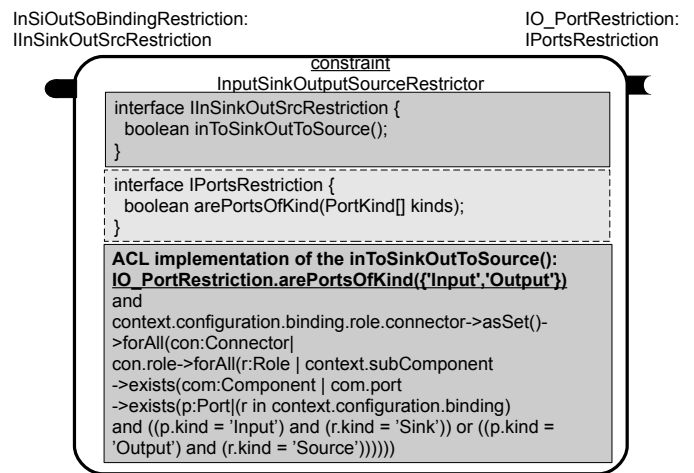 InSiOutSoBindingRestriction:
IInSinkOutSrcRestriction
IO_PortRestriction:
IPortsRestriction
constraint
InputSinkOutputSourceRestrictor
interface IInSinkOutSrcRestriction {
boolean inToSinkOutToSource();
}
interface IPortsRestriction {
boolean arePortsOfKind(PortKind[] kinds);
}
ACL implementation of the inToSinkOutToSource():
IO_PortRestriction.arePortsOfKind({'Input','Output'})
and
context.configuration.binding.role.connector->asSet()-
>forAll(con:Connector|
con.role->forAll(r:Role | context.subComponent
->exists(com:Component | com.port
->exists(p:Port|(r in context.configuration.binding)
and ((p.kind = 'Input') and (r.kind = ’Sink’)) or ((p.kind =
’Output’) and (r.kind = ’Source’))))))